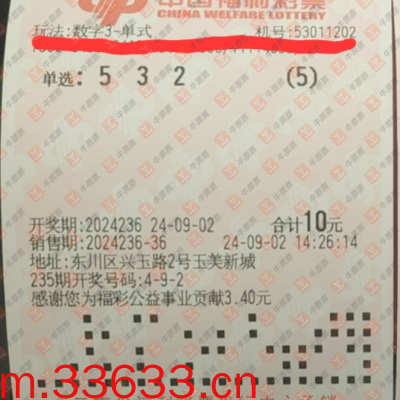 中国福利彩票
CHINA WELFARE LOTTERY
玩法:数字3-单式 机号:53011202
单选: 5 3 2 (5)
开奖期:2024236 24-09-02 合计10元
销售期:2024236-36 24-09-02 14:26:14
地址:东川区兴玉路2号玉美新城
235期开奖号码:4-9-2
感谢您为福彩公益事业贡献3.40元
m.33633.cn